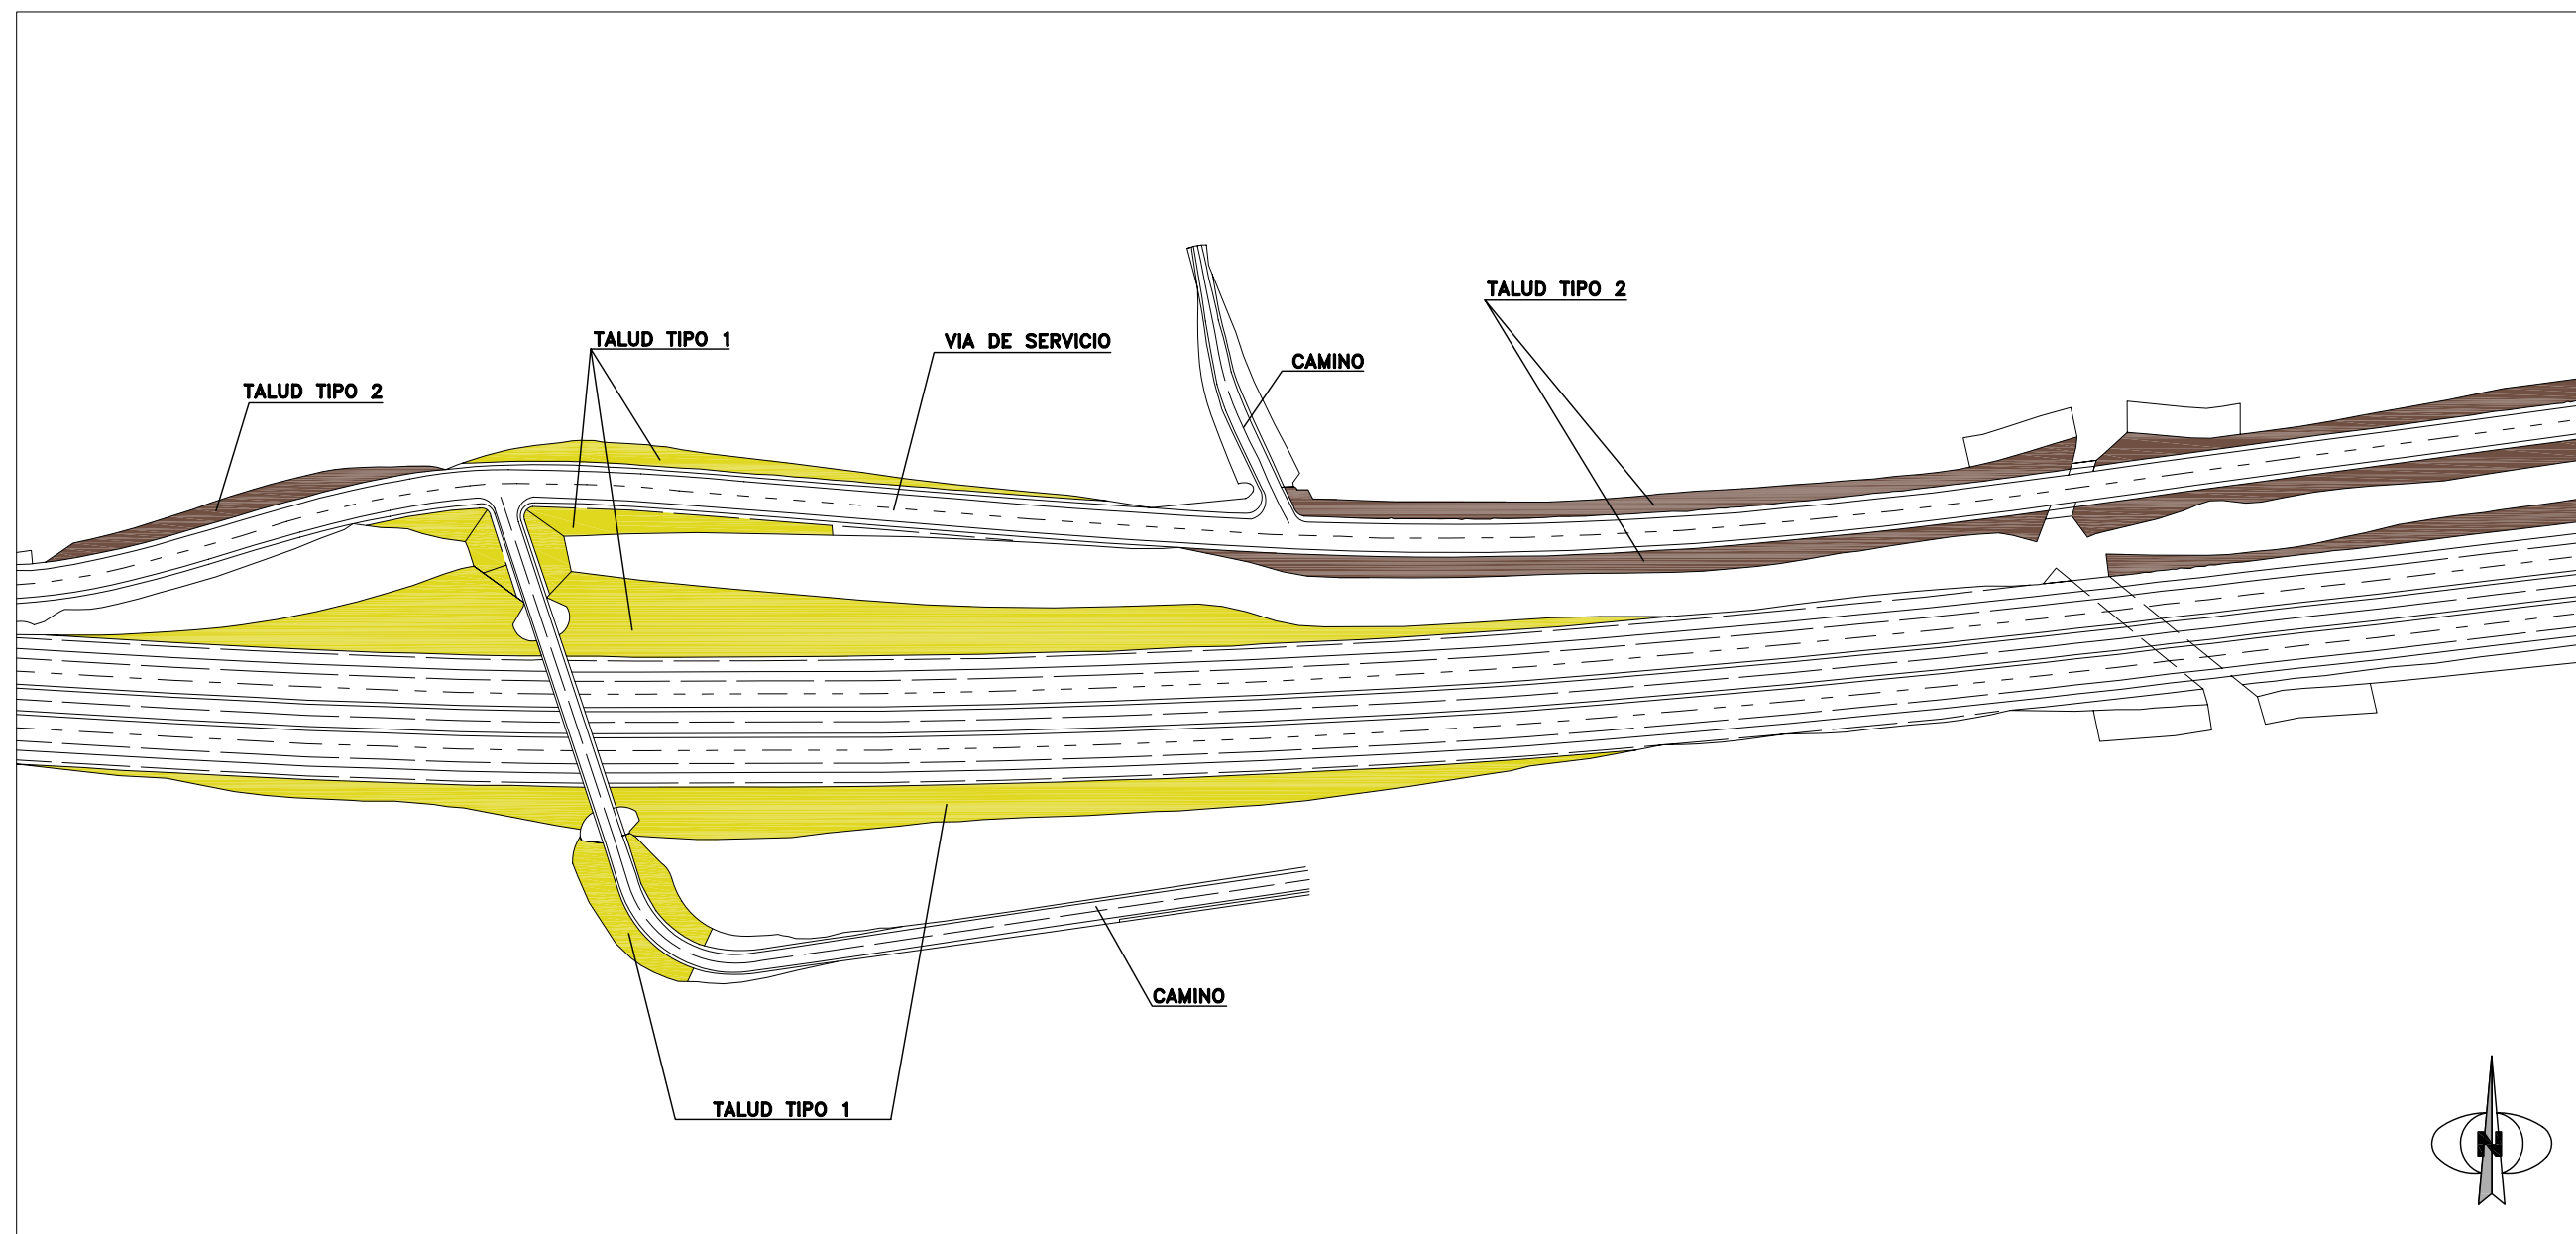 TALUD TIPO 2
TALUD TIPO 1
VIA DE SERVICIO
CAMINO
TALUD TIPO 2
CAMINO
TALUD TIPO 1
N